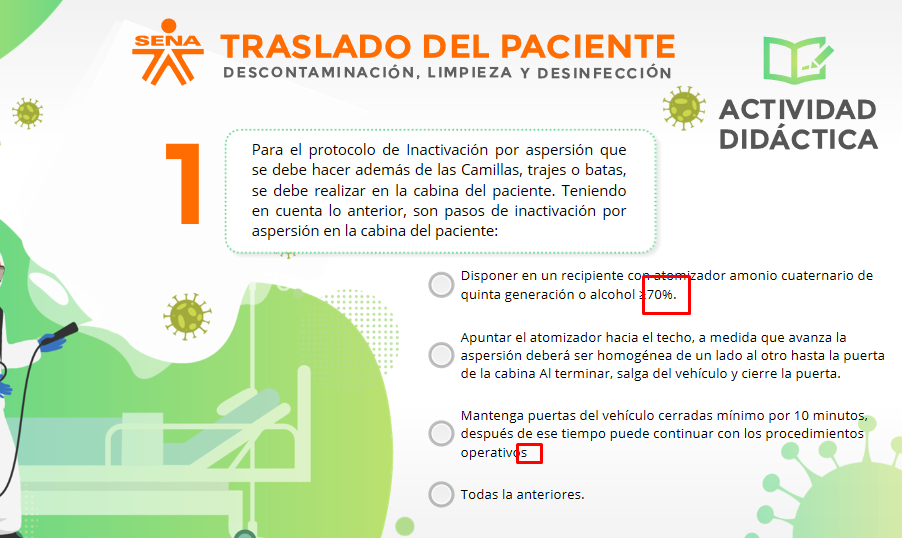 SENA
TRASLADO DEL PACIENTE
DESCONTAMINACIÓN, LIMPIEZA Y DESINFECCIÓN
ACTIVIDAD
DIDÁCTICA
1
Para el protocolo de Inactivación por aspersión que
se debe hacer además de las Camillas, trajes o batas,
se debe realizar en la cabina del paciente. Teniendo
en cuenta lo anterior, son pasos de inactivación por
aspersión en la cabina del paciente:
Disponer en un recipiente con atomizador amonio cuaternario de
quinta generación o alcohol ≥70%.
Apuntar el atomizador hacia el techo, a medida que avanza la
aspersión deberá ser homogénea de un lado al otro hasta la puerta
de la cabina Al terminar, salga del vehículo y cierre la puerta.
Mantenga puertas del vehículo cerradas mínimo por 10 minutos,
después de ese tiempo puede continuar con los procedimientos
operativos
Todas la anteriores.